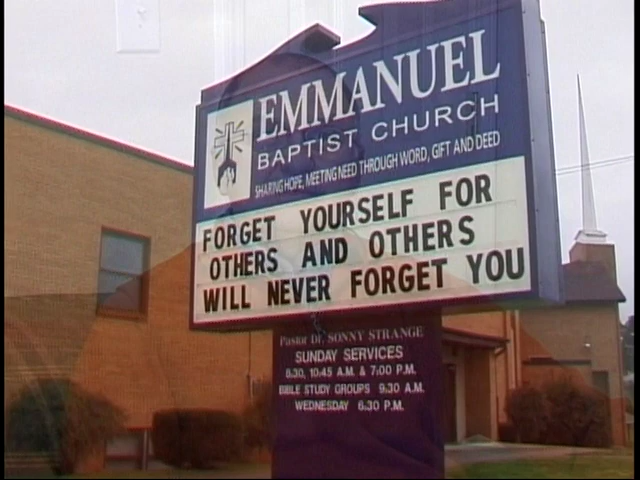 EMMANUEL
BAPTIST CHURCH
SHARING HOPE, MEETING NEED THROUGH WORD, GIFT AND DEED
FORGET YOURSELF FOR
OTHERS AND OTHERS
WILL NEVER FORGET YOU
Pastor Dr. SONNY STRANGE
SUNDAY SERVICES
8:30, 10:45 A.M. & 7:00 P.M.
BIBLE STUDY GROUPS 9:30 A.M.
WEDNESDAY 6:30 P.M.